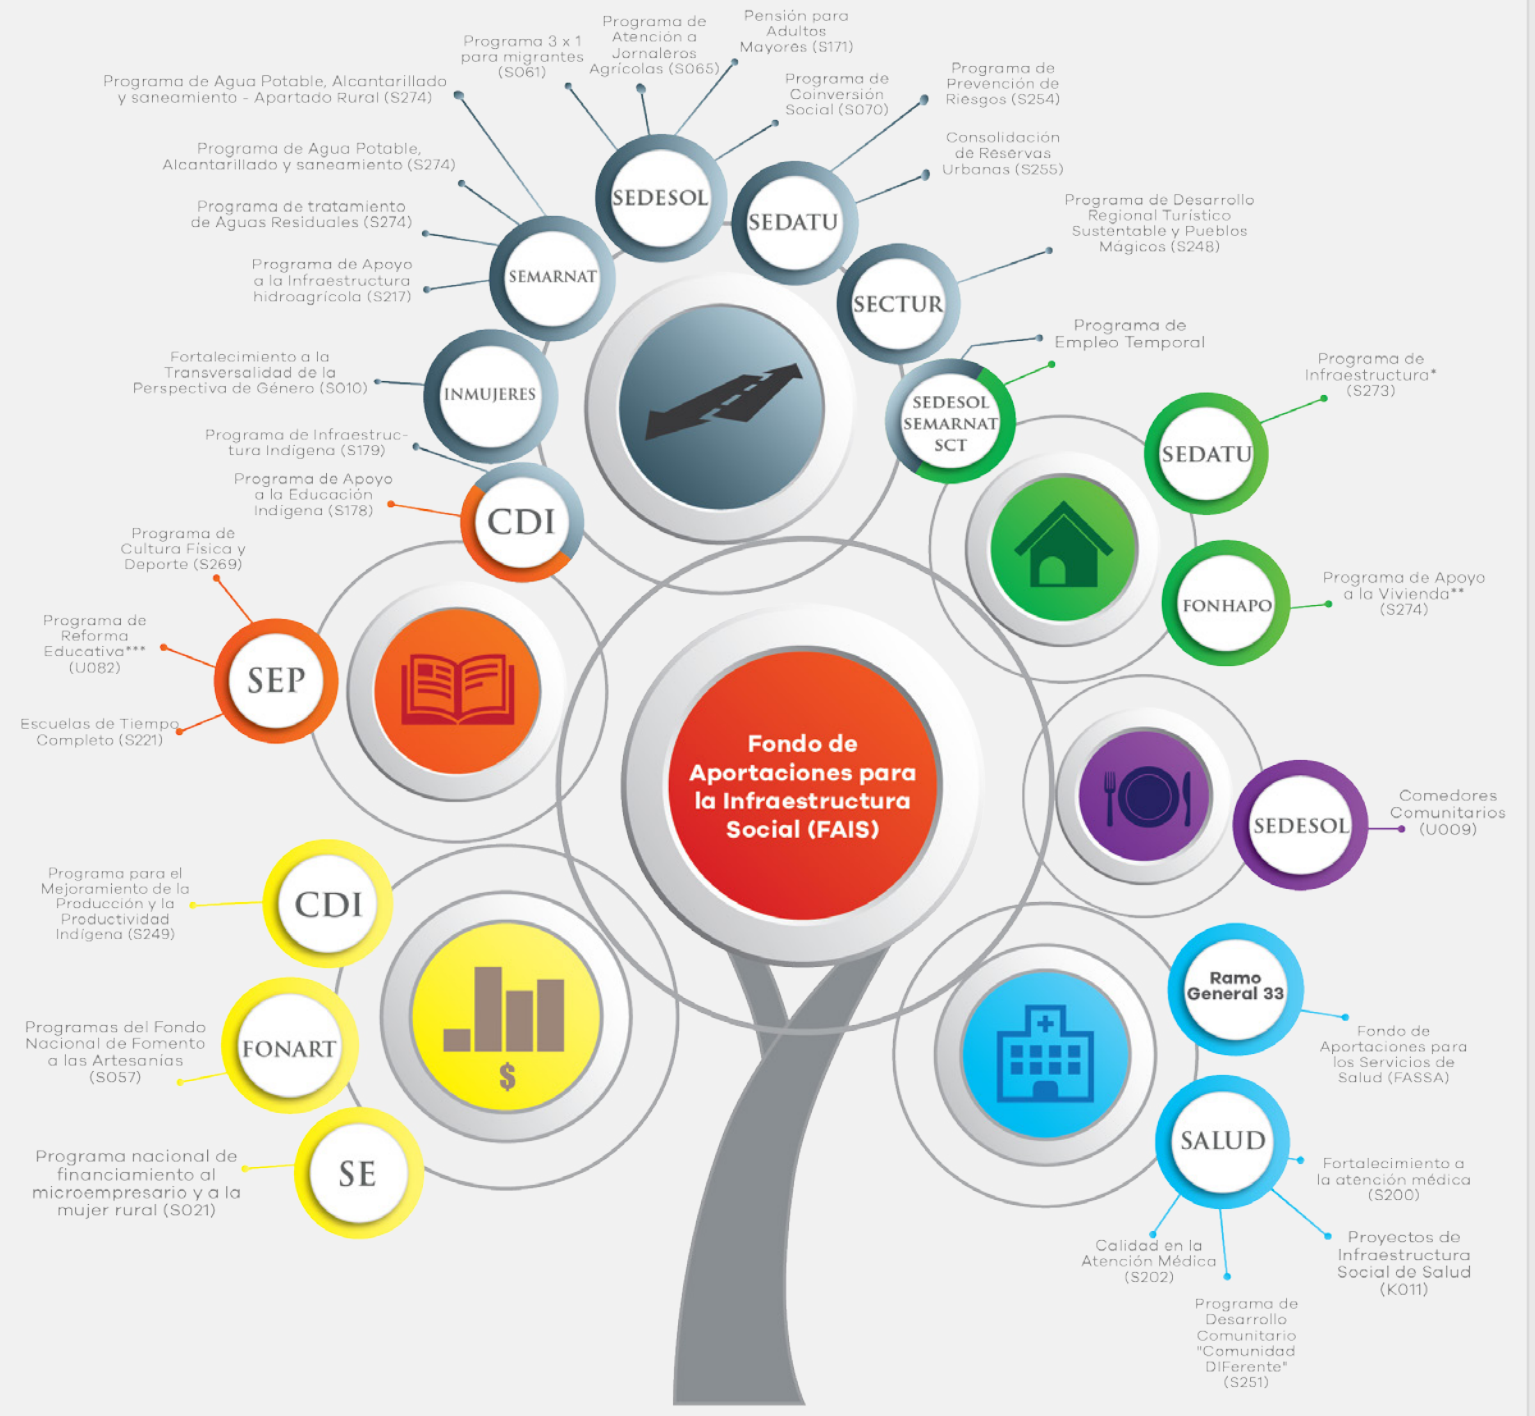 Programa de Agua Potable, Alcantarillado
y saneamiento - Apartado Rural (S274)
Programa 3 x 1
para migrantes
(S061)
Programa de
Atención a
Jornaleros
Agrícolas (S065)
Pensión para
Adultos
Mayores (S171)
Programa de
Coinversión
Social (S070)
Programa de
Prevención de
Riesgos (S254)
Consolidación
de Reservas
Urbanas (S255)
Programa de Agua Potable,
Alcantarillado y saneamiento (S274)
Programa de tratamiento
de Aguas Residuales (S274)
Programa de Apoyo
a la Infraestructura
hidroagrícola (S217)
SEMARNAT
SEDESOL
SEDATU
SECTUR
Programa de Desarrollo
Regional Turístico
Sustentable y Pueblos
Mágicos (S248)
Programa de
Empleo Temporal
SEDESOL
SEMARNAT
SCT
Fortalecimiento a la
Transversalidad de la
Perspectiva de Género (S010)
INMUJERES
Programa de Infraestruc-
tura Indígena (S179)
Programa de Apoyo
a la Educación
Indígena (S178)
CDI
Programa de
Infraestructura*
(S273)
SEDATU
FONHAPO
Programa de Apoyo
a la Vivienda**
(S274)
Programa de
Cultura Física y
Deporte (S269)
Programa de
Reforma
Educativa***
(U082)
Escuelas de Tiempo
Completo (S221)
SEP
Fondo de
Aportaciones para
la Infraestructura
Social (FAIS)
SEDESOL
Comedores
Comunitarios
(U009)
Programa para el
Mejoramiento de la
Producción y la
Productividad
Indígena (S249)
CDI
Programas del Fondo
Nacional de Fomento
a las Artesanías
(S057)
FONART
Programa nacional de
financiamiento al
microempresario y a la
mujer rural (S021)
SE
$
Ramo
General 33
Fondo de
Aportaciones para
los Servicios de
Salud (FASSA)
SALUD
Fortalecimiento a
la atención médica
(S200)
Proyectos de
Infraestructura
Social de Salud
(K011)
Calidad en la
Atención Médica
(S202)
Programa de
Desarrollo
Comunitario
"Comunidad
DIFerente"
(S251)